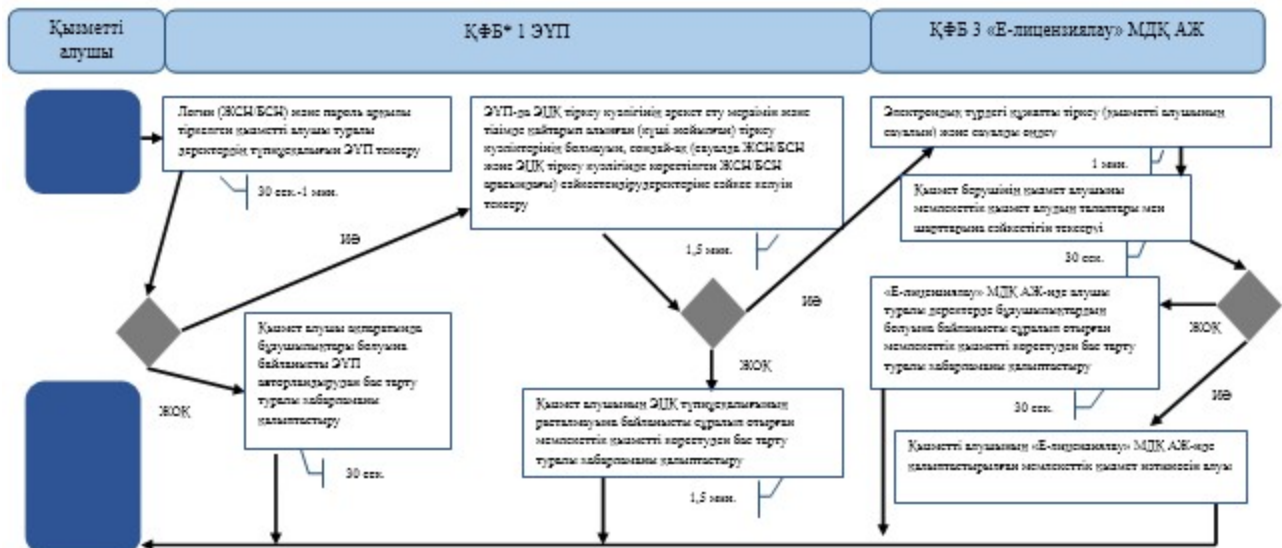 Қызметті
алушы
ҚФБ* 1 ЭҮП
ҚФБ 3 «Е-лицензиялау» МДҚ АЖ
Логин (ЖСН/БСН) және пароль арқылы
тіркелген қызметті алушы туралы
деректердің түпнұсқалығын ЭҮП тексеру
30 сек.-1 мин.
ЭҮП-да ЭЦҚ тіркеу куәлігінің әрекет ету мерзімін және
тізімде қайтарып алынған (күші жойылған) тіркеу
куәліктерінің болмауын, сондай-ақ (сауалда ЖСН/БСН
және ЭЦҚ тіркеу куәлігінде көрсетілген ЖСН/БСН
арасындағы) сәйкестендіру деректеріне сәйкес келуін
тексеру
1,5 мин.
Электрондық түрдегі құжатты тіркеу (қызметті алушының
сауалын) және сауалды өңдеу
1 мин.
Қызмет берушінің қызмет алушыны
мемлекеттік қызмет алудың талаптары мен
шарттарына сәйкестігін тексеруі
30 сек.
ИӘ
ИӘ
«Е-лицензиялау» МДҚ АЖ-нде алушы
туралы деректерде бұзушылықтардың
болуына байланысты сұралып отырған
мемлекеттік қызметті көрсетуден бас тарту
туралы хабарламаны қалыптастыру
ЖОҚ
30 сек.
ИӘ
Қызмет алушы ақпаратында
бұзушылықтары болуына
байланысты ЭҮП
авторландырудан бас тарту
туралы хабарламаны
қалыптастыру
ЖОҚ
30 сек.
ЖОҚ
Қызмет алушының ЭЦҚ түпнұсқалығының
расталмауына байланысты сұралып отырған
мемлекеттік қызметті көрсетуден бас тарту
туралы хабарламаны қалыптастыру
1,5 мин.
Қызметті алушының «Е-лицензиялау» МДҚ АЖ-нде
қалыптастырылған мемлекеттік қызмет нәтижесін алуы